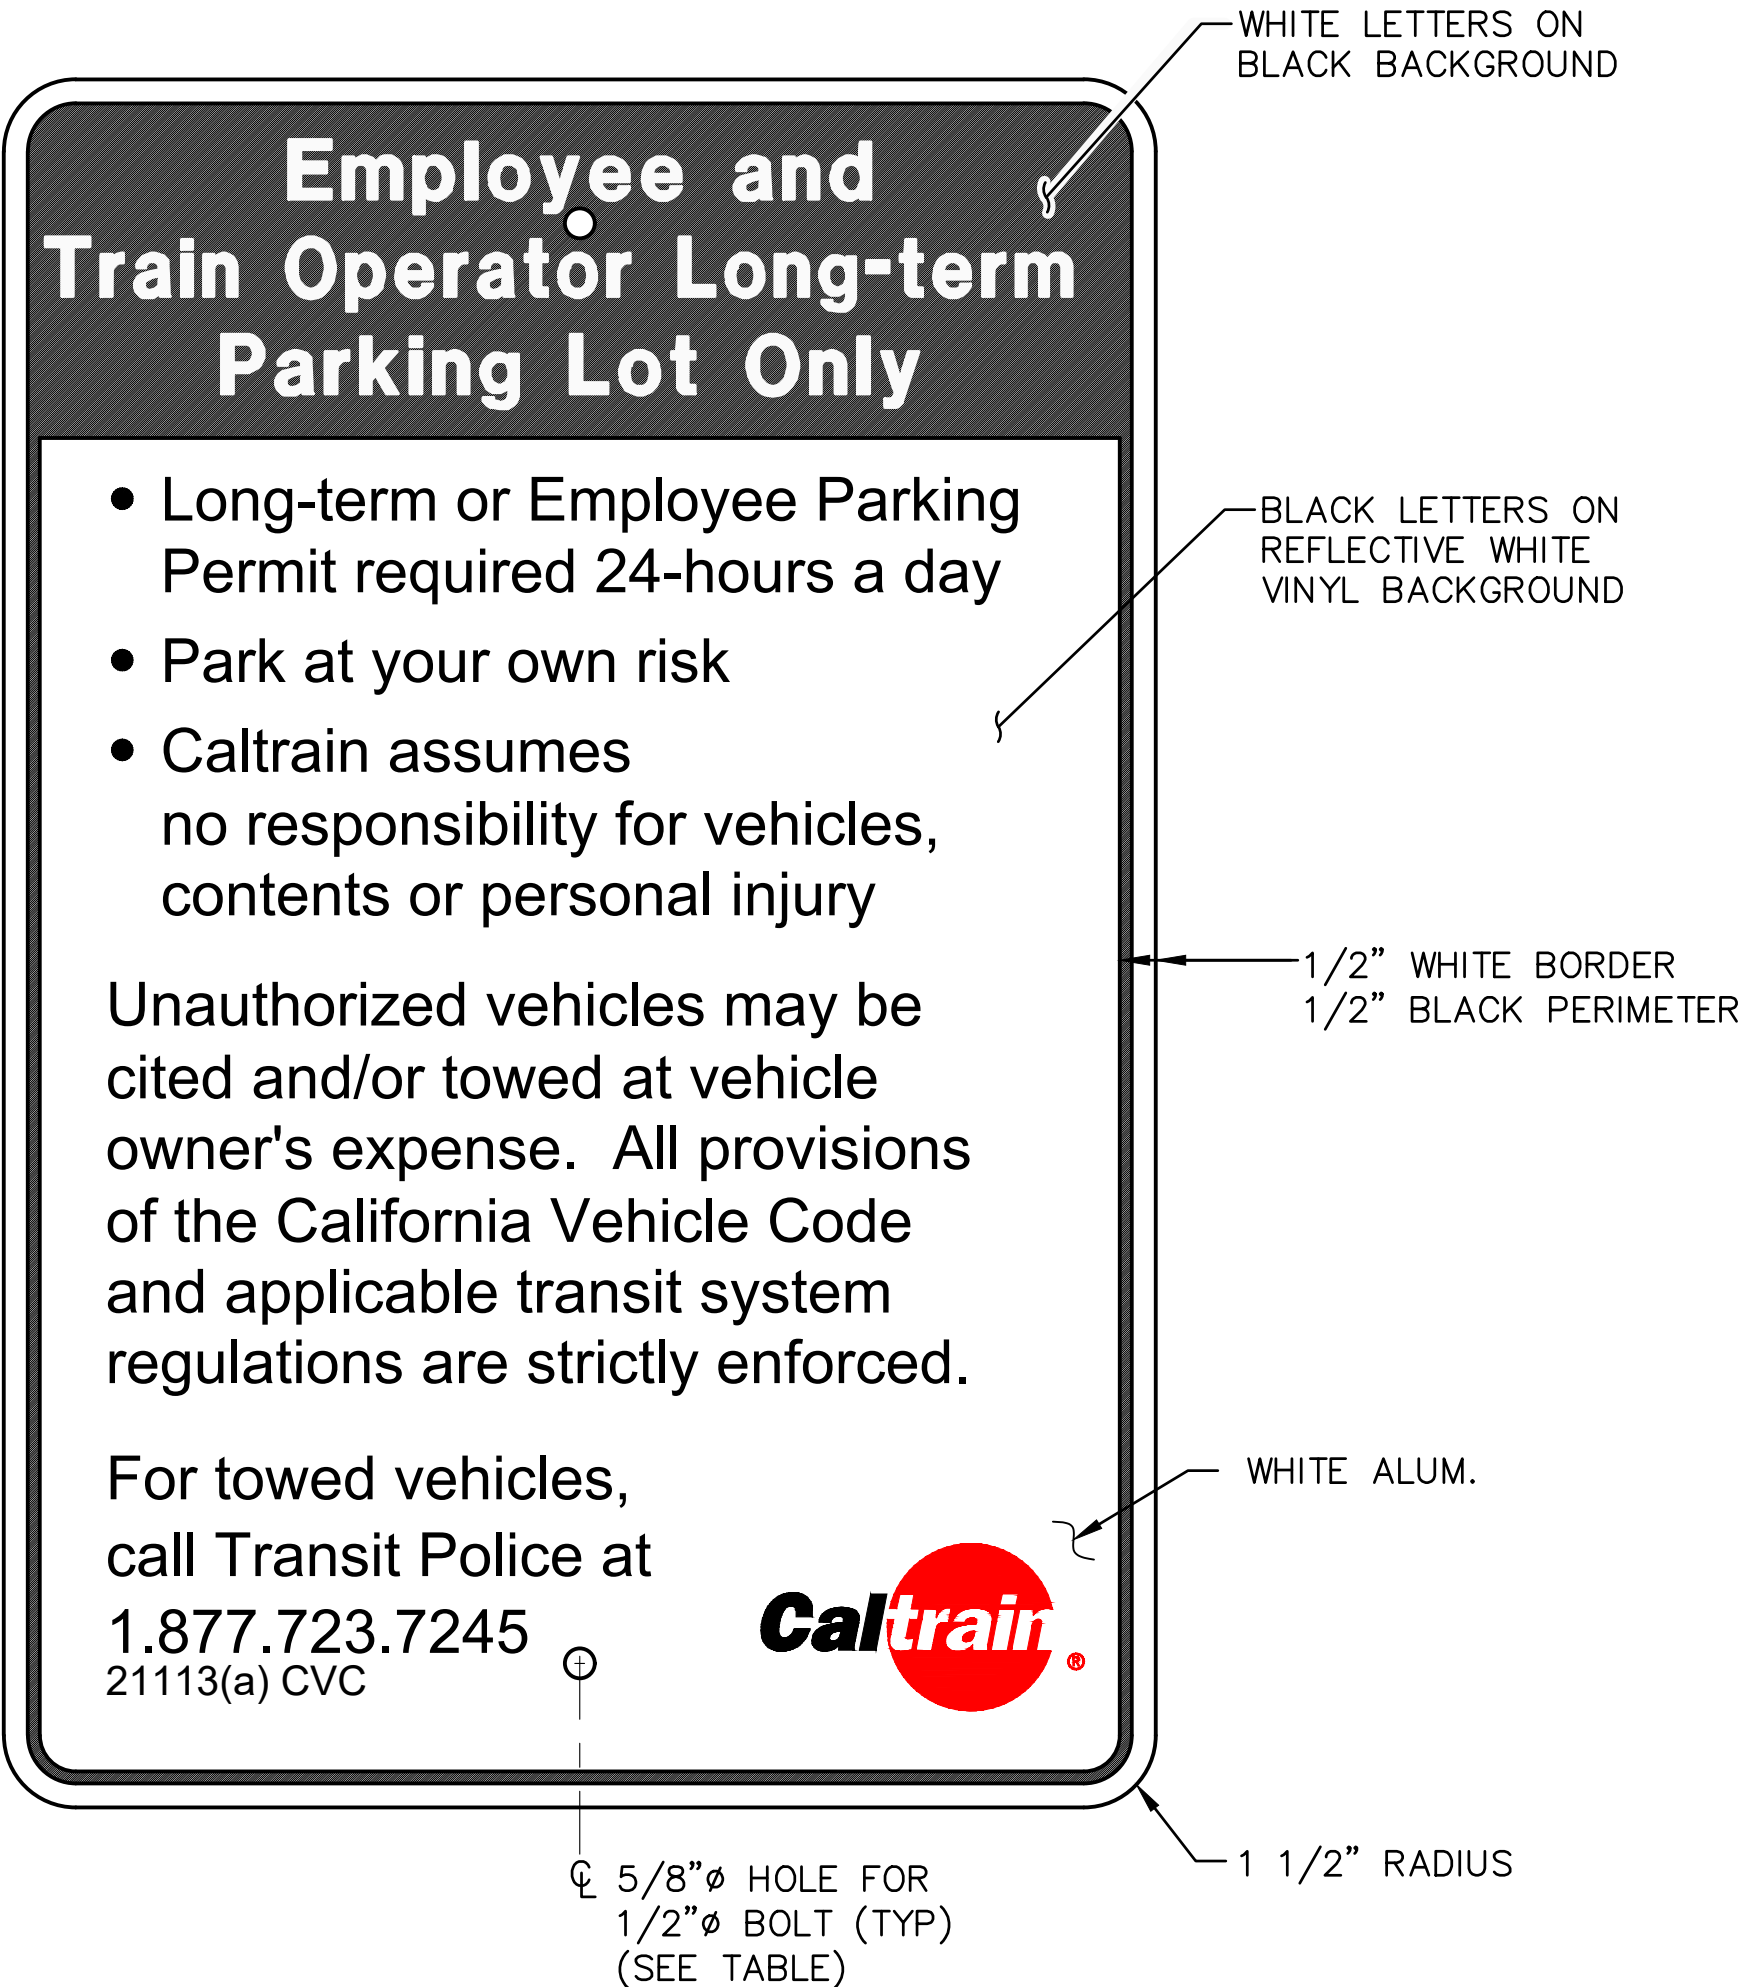 WHITE LETTERS ON
BLACK BACKGROUND
Employee and
Train Operator Long-term
Parking Lot Only
• Long-term or Employee Parking
Permit required 24-hours a day
BLACK LETTERS ON
REFLECTIVE WHITE
VINYL BACKGROUND
• Park at your own risk
• Caltrain assumes
no responsibility for vehicles,
contents or personal injury
1/2” WHITE BORDER
1/2” BLACK PERIMETER
Unauthorized vehicles may be
cited and/or towed at vehicle
owner's expense.  All provisions
of the California Vehicle Code
and applicable transit system
regulations are strictly enforced.
WHITE ALUM.
For towed vehicles,
call Transit Police at
1.877.723.7245
21113(a) CVC
Caltrain®
1 1/2” RADIUS
℄ 5/8”ø HOLE FOR
1/2”ø BOLT (TYP)
(SEE TABLE)